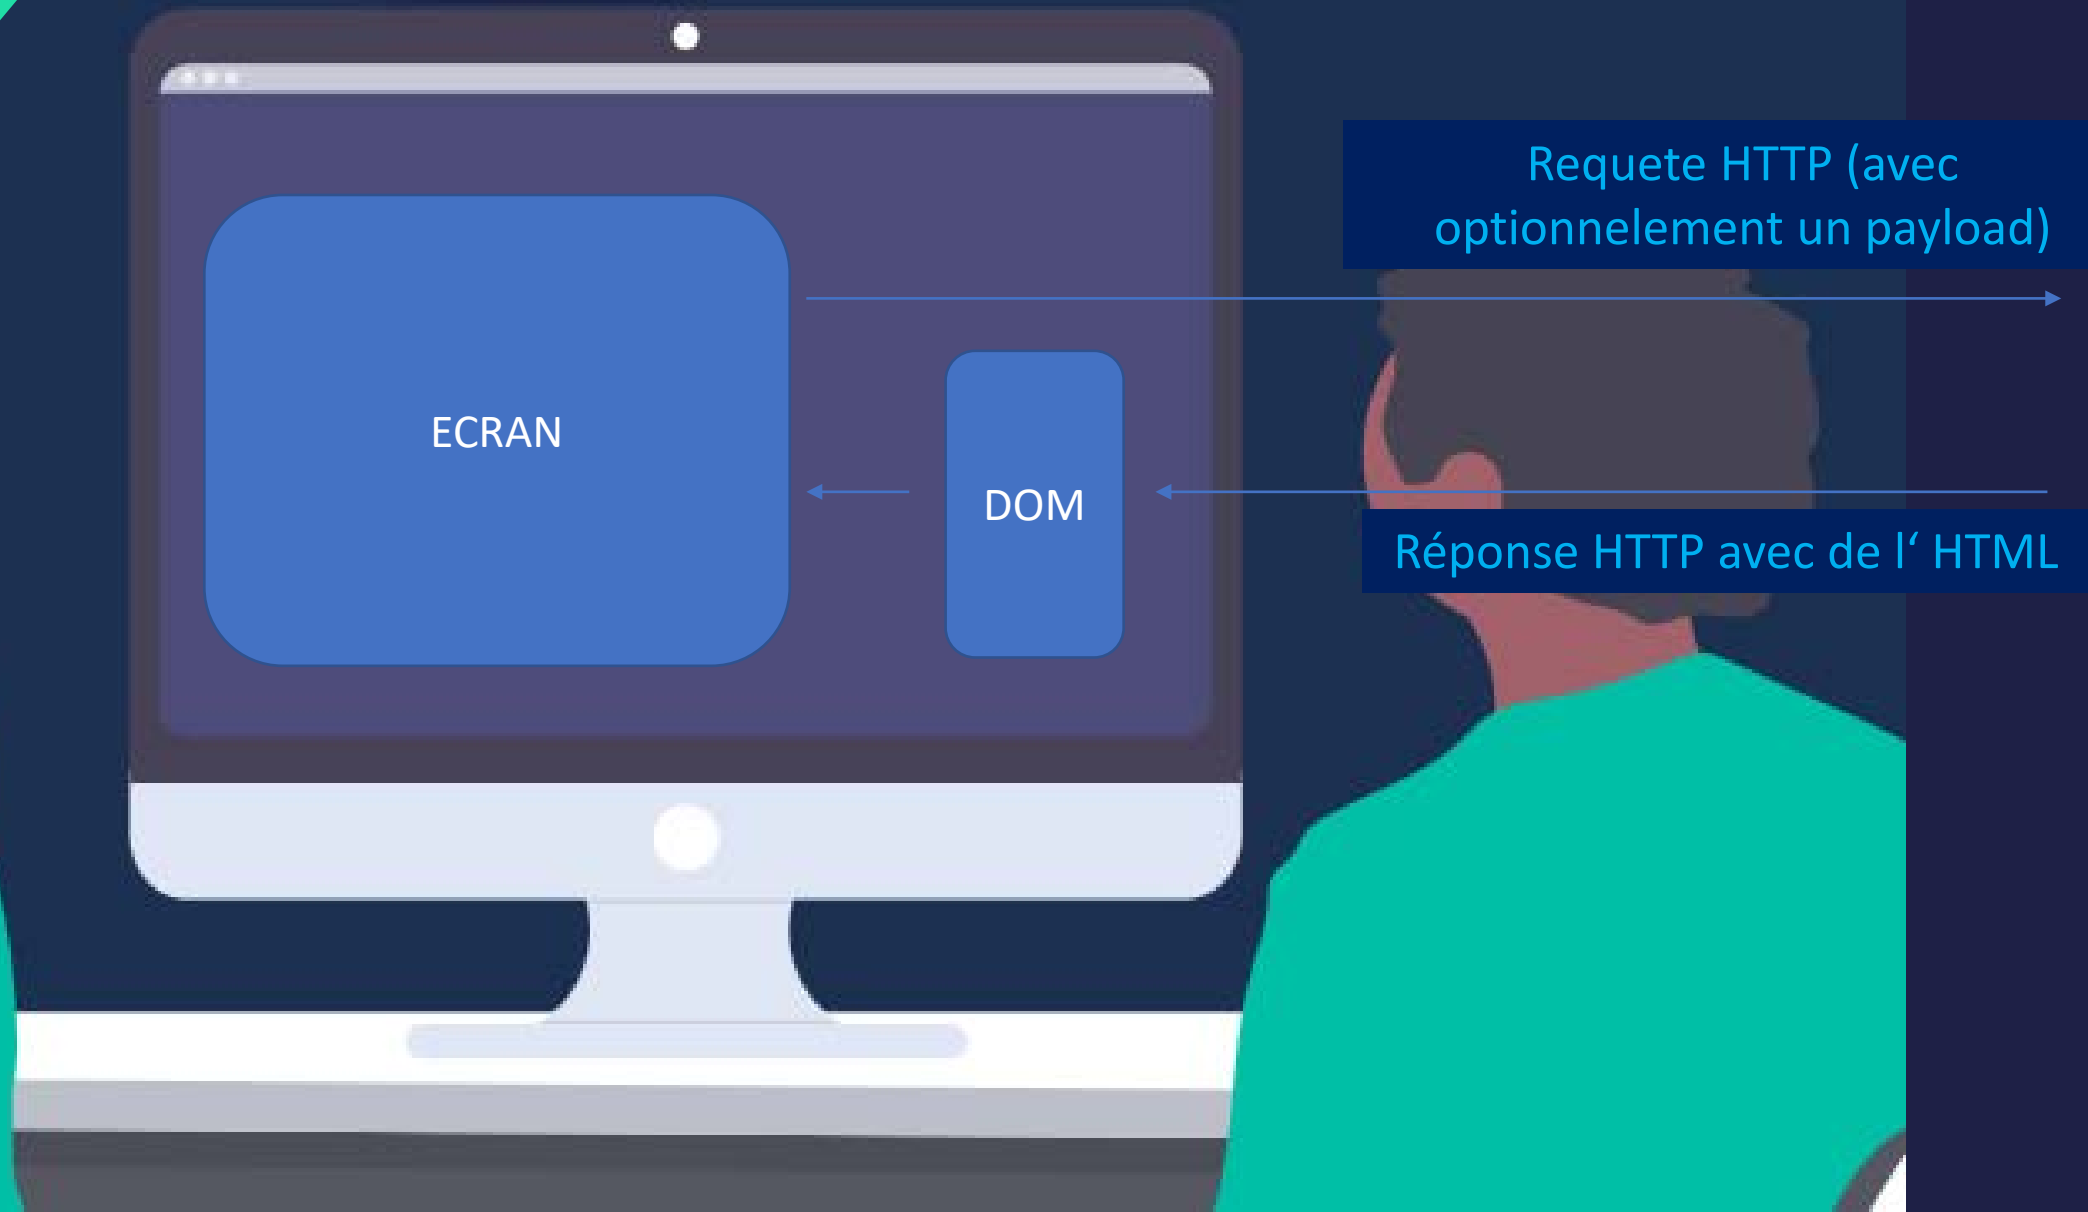 Requete HTTP (avec
optionnelement un payload)
ECRAN
DOM
Réponse HTTP avec de l‘ HTML